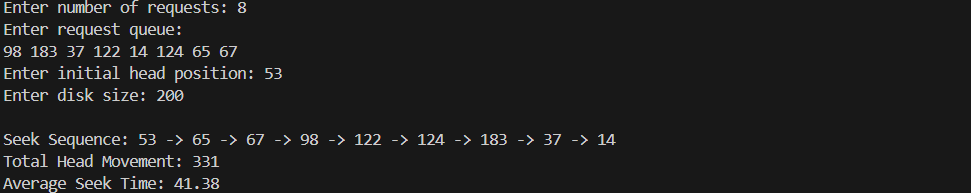 Enter number of requests: 8
Enter request queue:
98 183 37 122 14 124 65 67
Enter initial head position: 53
Enter disk size: 200
Seek Sequence: 53 -> 65 -> 67 -> 98 -> 122 -> 124 -> 183 -> 37 -> 14
Total Head Movement: 331
Average Seek Time: 41.38